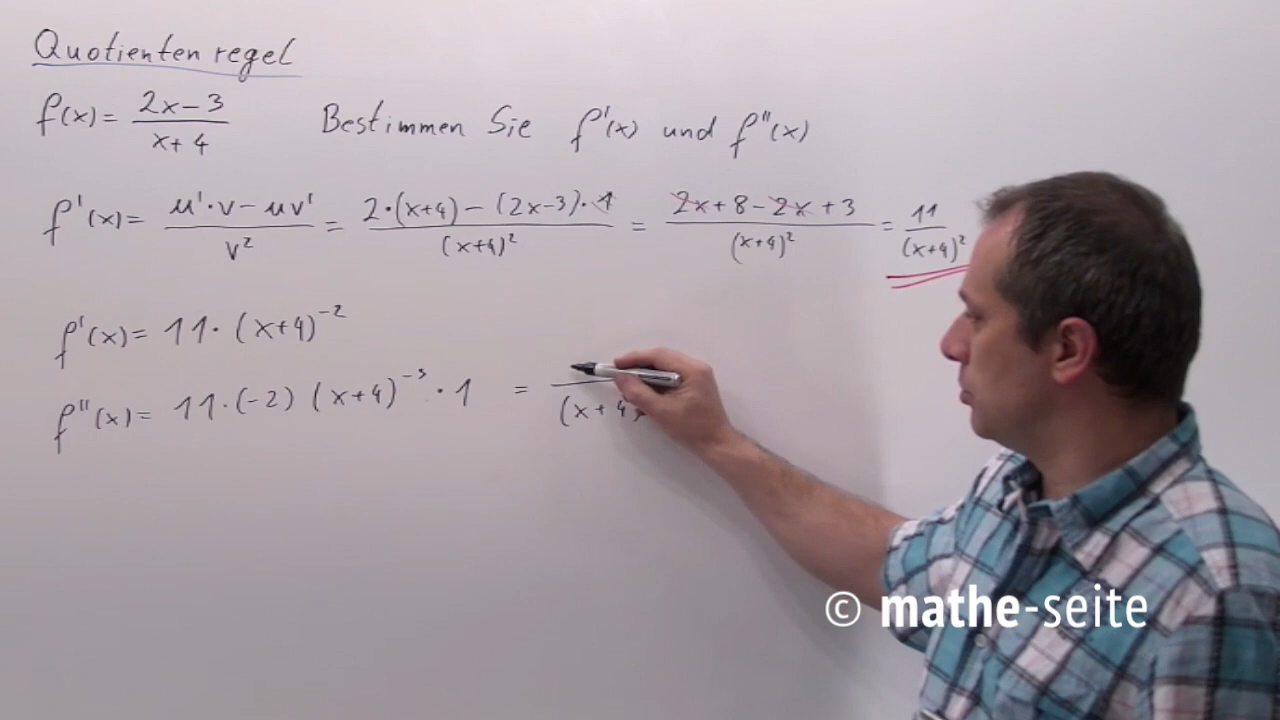 Quotientenregel
f(x) = (2x-3)/(x+4) Bestimmen Sie f'(x) und f''(x)
f'(x) = (u'·v - uv')/v² = (2·(x+4) - (2x-3)·1)/(x+4)² = (2x+8-2x+3)/(x+4)² = 11/(x+4)²
f'(x) = 11·(x+4)⁻²
f''(x) = 11·(-2) (x+4)⁻³ ·1 = (x+4
© mathe-seite